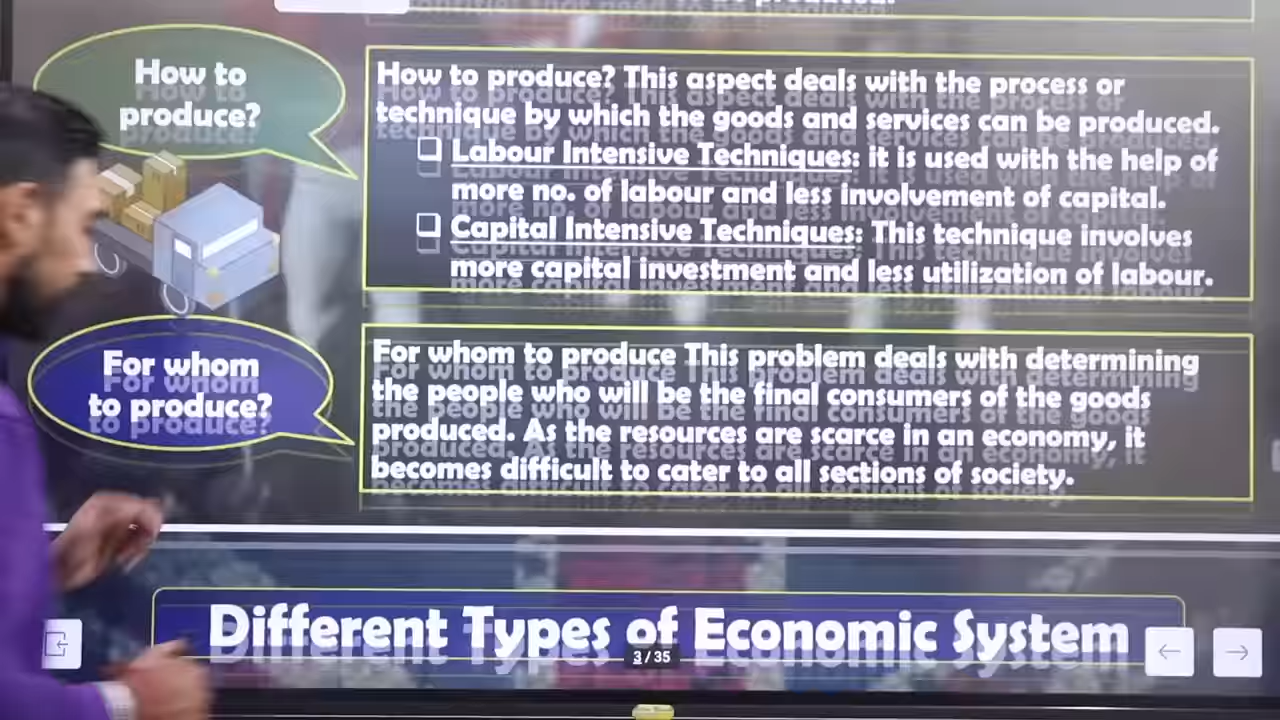 produced.
How to
produce?
How to produce? This aspect deals with the process or
technique by which the goods and services can be produced.
Labour Intensive Techniques: it is used with the help of
more no. of labour and less involvement of capital.
Capital Intensive Techniques: This technique involves
more capital investment and less utilization of labour.
For whom
to produce?
For whom to produce This problem deals with determining
the people who will be the final consumers of the goods
produced. As the resources are scarce in an economy, it
becomes difficult to cater to all sections of society.
Different Types of Economic System
3 / 35